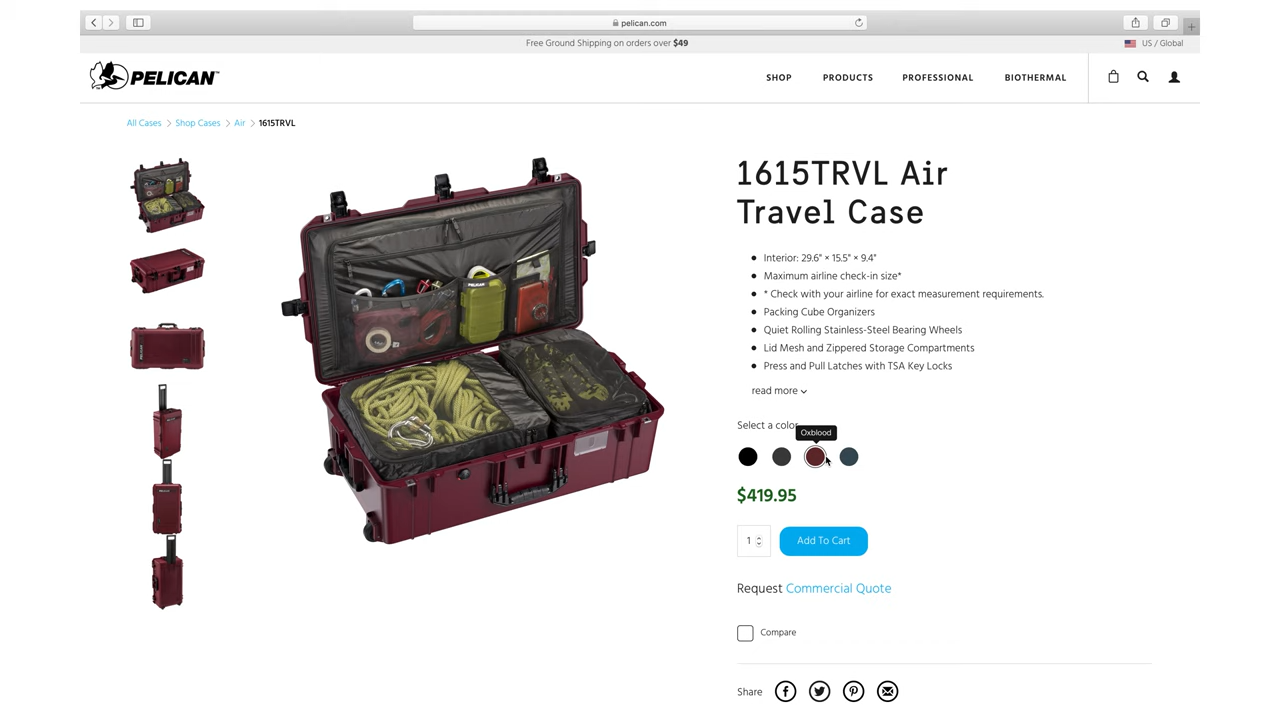 pelican.com
Free Ground Shipping on orders over $49
US / Global
PELICAN™
SHOP
PRODUCTS
PROFESSIONAL
BIOTHERMAL
All Cases > Shop Cases > Air > 1615TRVL
1615TRVL Air
Travel Case
Interior: 29.6" × 15.5" × 9.4"
Maximum airline check-in size*
* Check with your airline for exact measurement requirements.
Packing Cube Organizers
Quiet Rolling Stainless-Steel Bearing Wheels
Lid Mesh and Zippered Storage Compartments
Press and Pull Latches with TSA Key Locks
read more
Select a color
Oxblood
$419.95
1
Add To Cart
Request Commercial Quote
Compare
Share